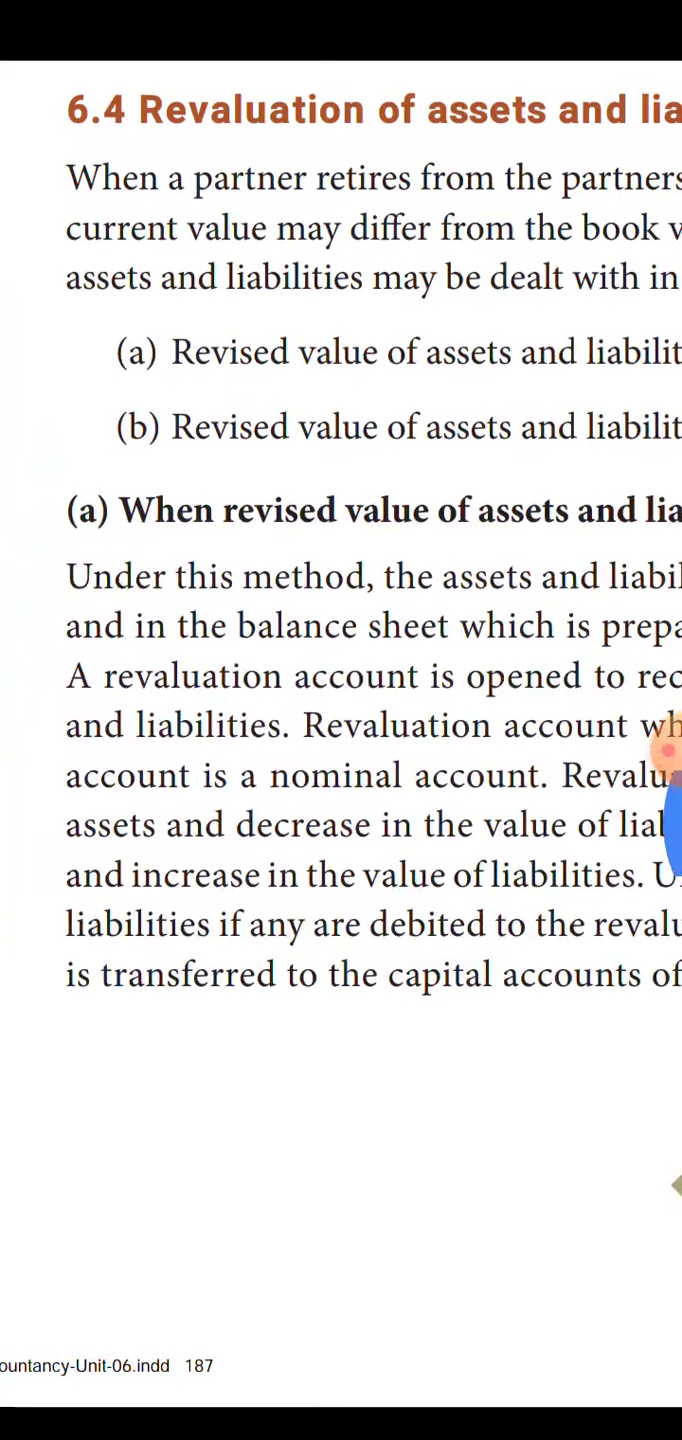 6.4 Revaluation of assets and lia
When a partner retires from the partners
current value may differ from the book v
assets and liabilities may be dealt with in
(a) Revised value of assets and liabilit
(b) Revised value of assets and liabilit
(a) When revised value of assets and lia
Under this method, the assets and liabil
and in the balance sheet which is prepa
A revaluation account is opened to rec
and liabilities. Revaluation account wh
account is a nominal account. Revalu
assets and decrease in the value of lial
and increase in the value of liabilities. U
liabilities if any are debited to the revalu
is transferred to the capital accounts of
ountancy-Unit-06.indd 187